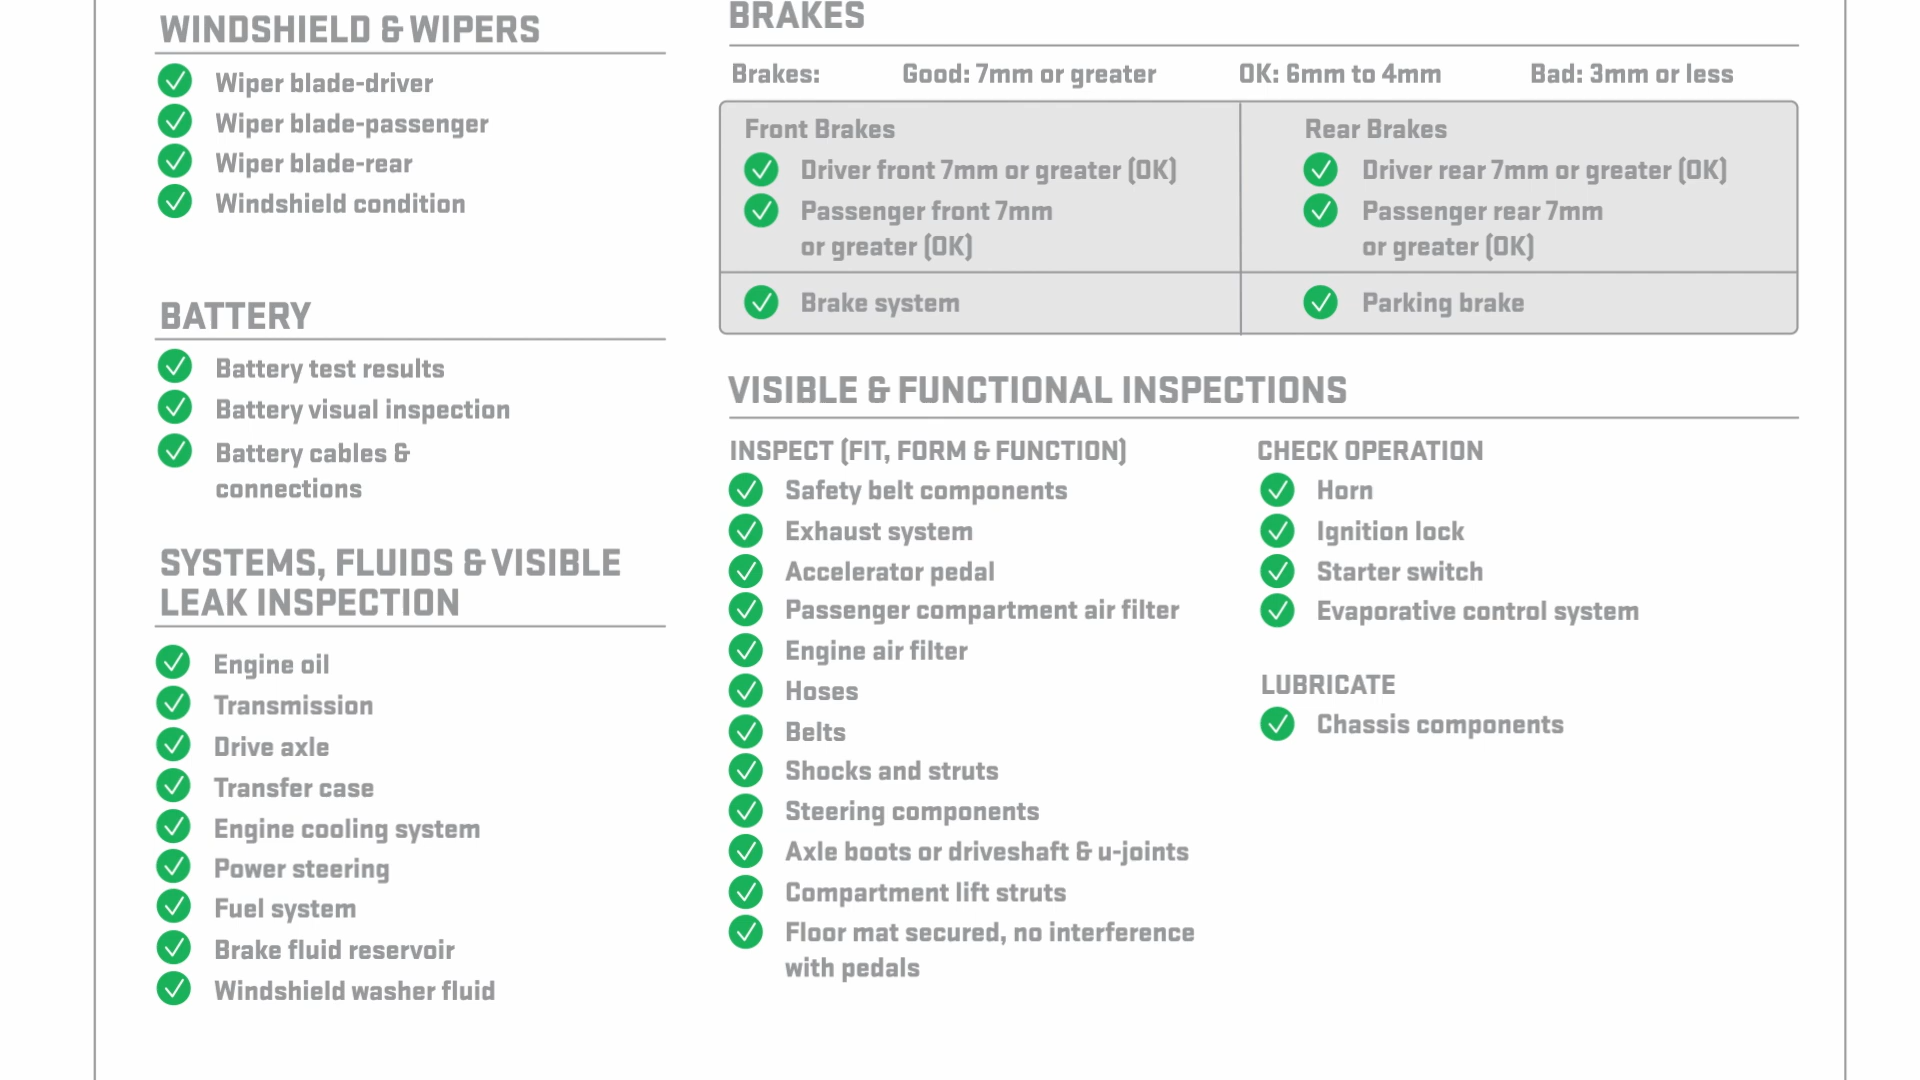 WINDSHIELD & WIPERS
Wiper blade-driver
Wiper blade-passenger
Wiper blade-rear
Windshield condition
BATTERY
Battery test results
Battery visual inspection
Battery cables &
connections
SYSTEMS, FLUIDS & VISIBLE
LEAK INSPECTION
Engine oil
Transmission
Drive axle
Transfer case
Engine cooling system
Power steering
Fuel system
Brake fluid reservoir
Windshield washer fluid
BRAKES
Brakes: Good: 7mm or greater OK: 6mm to 4mm Bad: 3mm or less
Front Brakes
Driver front 7mm or greater (OK)
Passenger front 7mm
or greater (OK)
Brake system
Rear Brakes
Driver rear 7mm or greater (OK)
Passenger rear 7mm
or greater (OK)
Parking brake
VISIBLE & FUNCTIONAL INSPECTIONS
INSPECT (FIT, FORM & FUNCTION)
Safety belt components
Exhaust system
Accelerator pedal
Passenger compartment air filter
Engine air filter
Hoses
Belts
Shocks and struts
Steering components
Axle boots or driveshaft & u-joints
Compartment lift struts
Floor mat secured, no interference
with pedals
CHECK OPERATION
Horn
Ignition lock
Starter switch
Evaporative control system
LUBRICATE
Chassis components